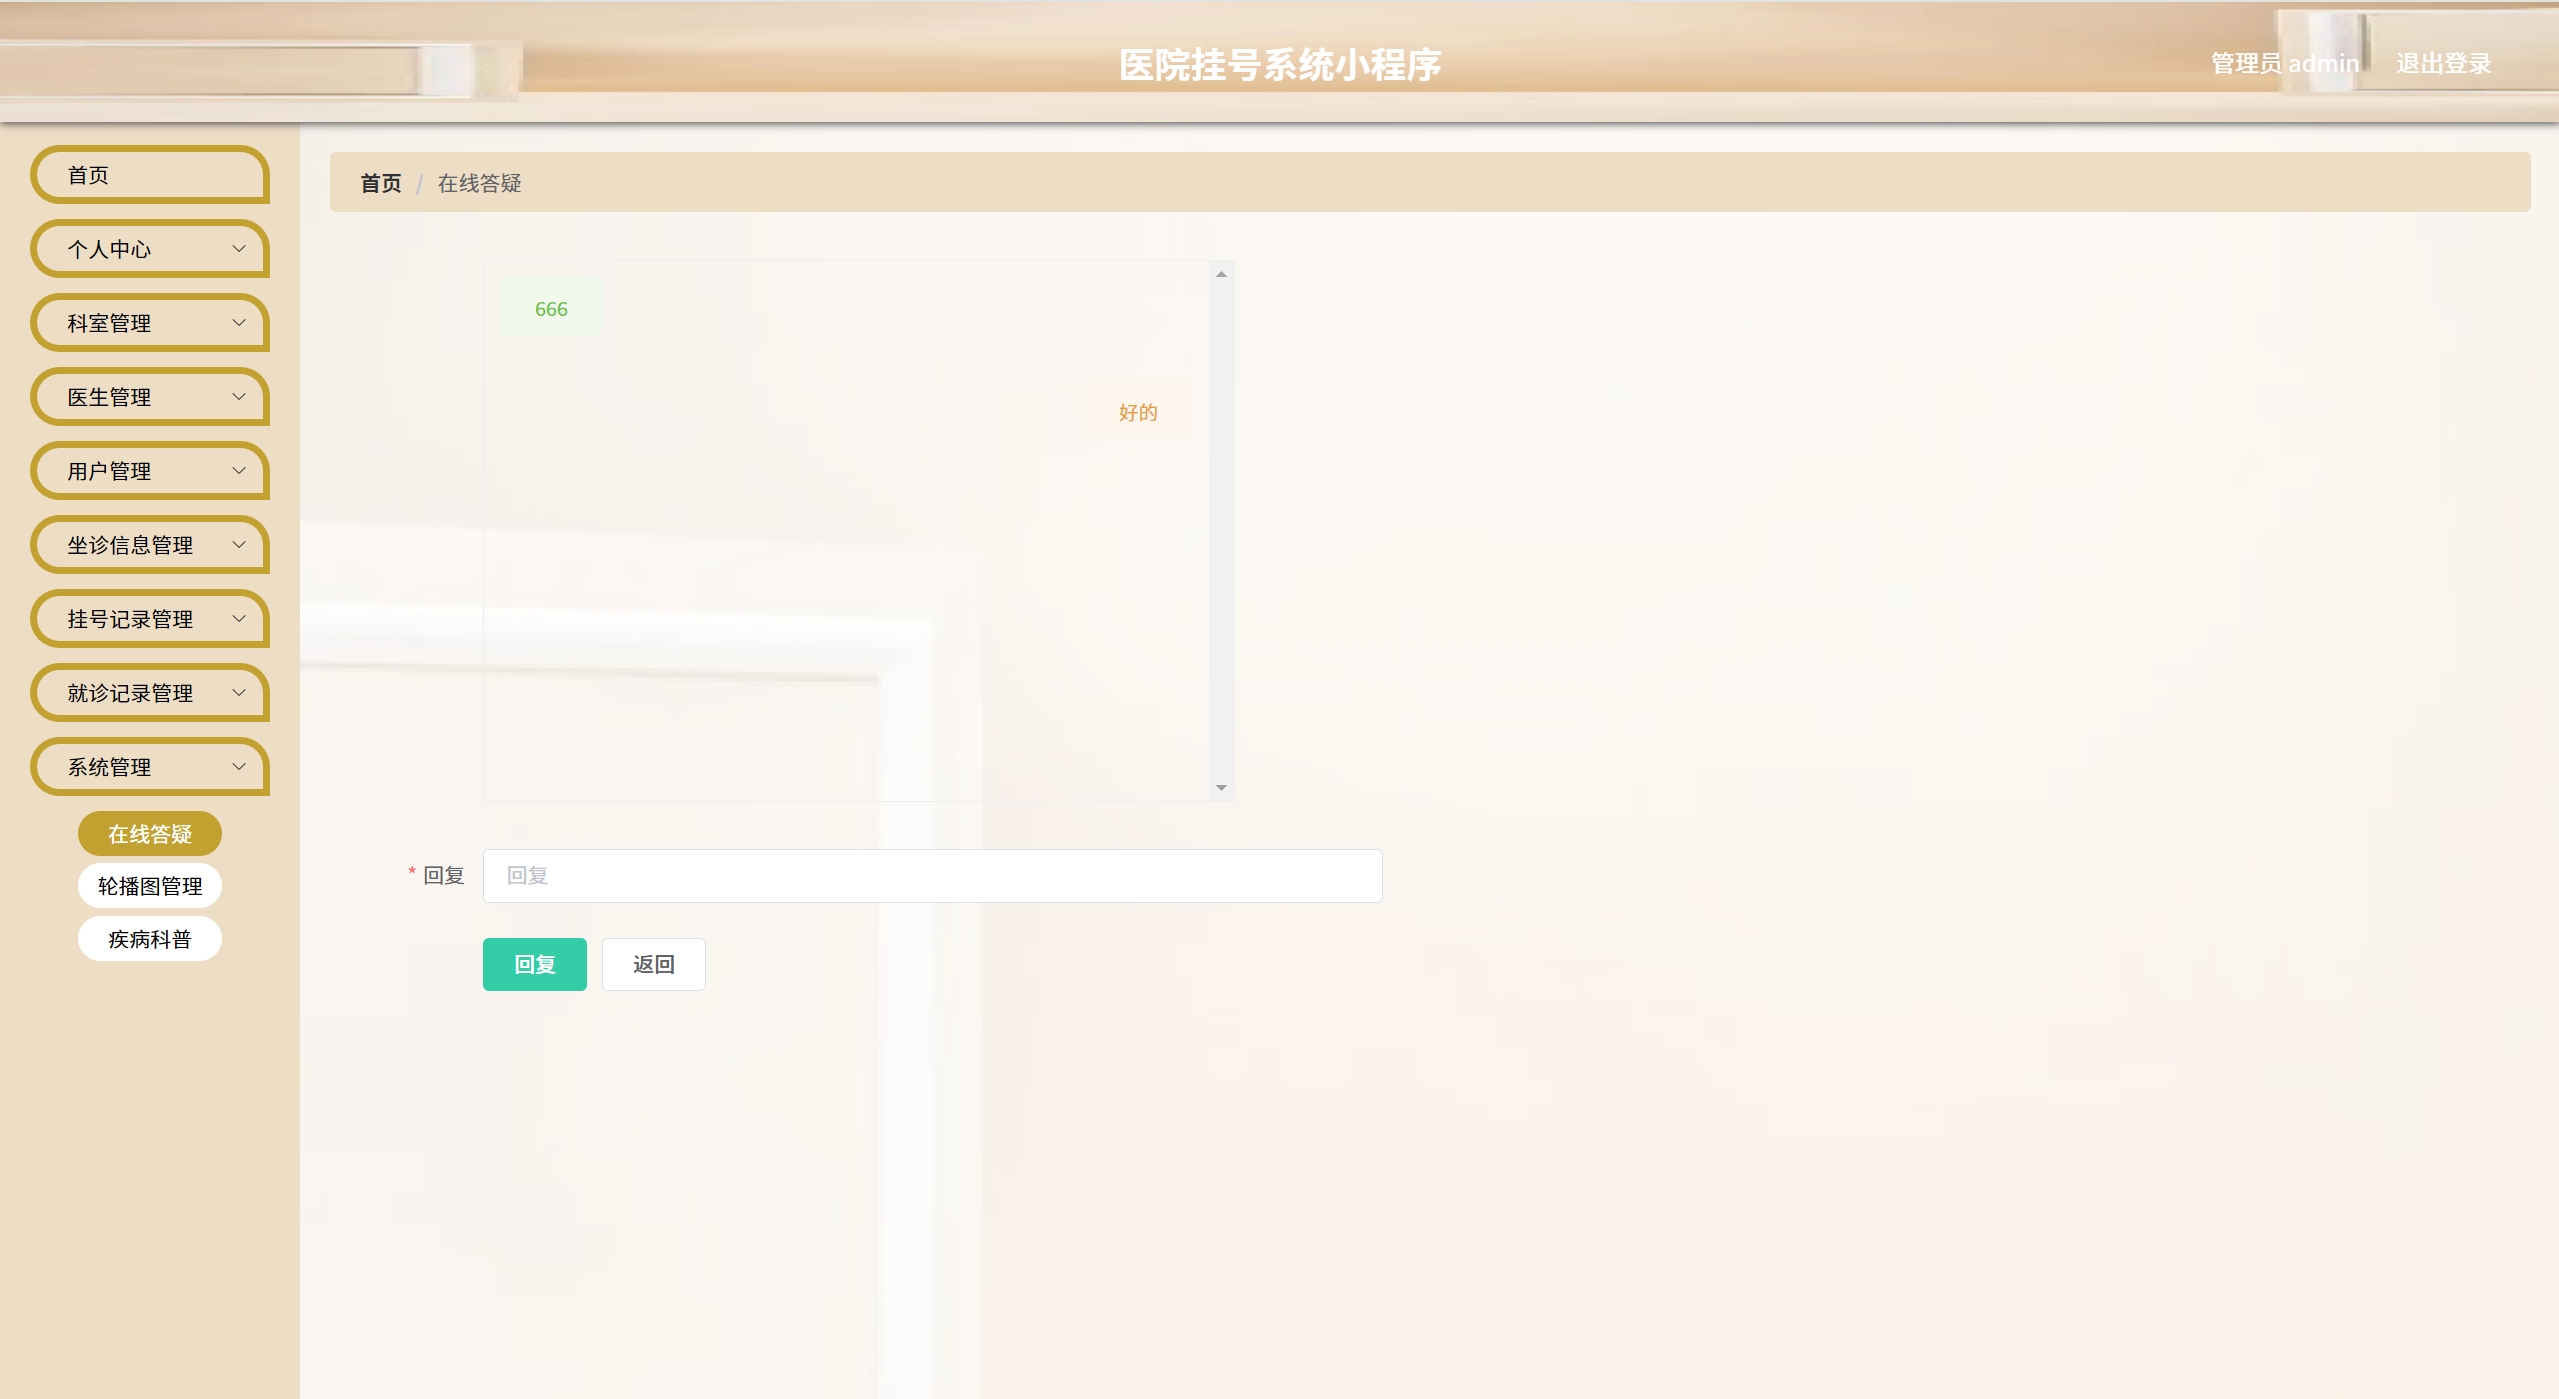 医院挂号系统小程序
管理员 admin
退出登录
首页
个人中心
科室管理
医生管理
用户管理
坐诊信息管理
挂号记录管理
就诊记录管理
系统管理
在线答疑
轮播图管理
疾病科普
首页 / 在线答疑
666
好的
* 回复
回复
回复
返回